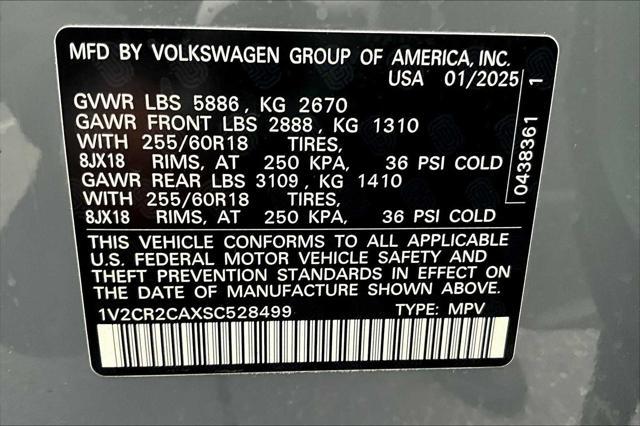 MFD BY VOLKSWAGEN GROUP OF AMERICA, INC.
USA 01/2025
GVWR LBS 5886, KG 2670
GAWR FRONT LBS 2888, KG 1310
WITH 255/60R18 TIRES,
8JX18 RIMS, AT 250 KPA, 36 PSI COLD
GAWR REAR LBS 3109, KG 1410
WITH 255/60R18 TIRES,
8JX18 RIMS, AT 250 KPA, 36 PSI COLD
THIS VEHICLE CONFORMS TO ALL APPLICABLE
U.S. FEDERAL MOTOR VEHICLE SAFETY AND
THEFT PREVENTION STANDARDS IN EFFECT ON
THE DATE OF MANUFACTURE SHOWN ABOVE.
1V2CR2CAXSC528499 TYPE: MPV
0438361 1